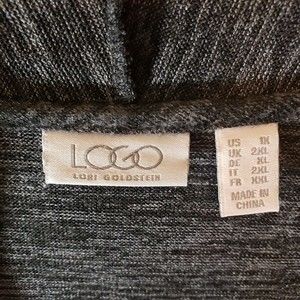 LOGO
LORI GOLDSTEIN
US 1X
UK 2XL
DE XL
IT 2XL
FR XXL
MADE IN
CHINA